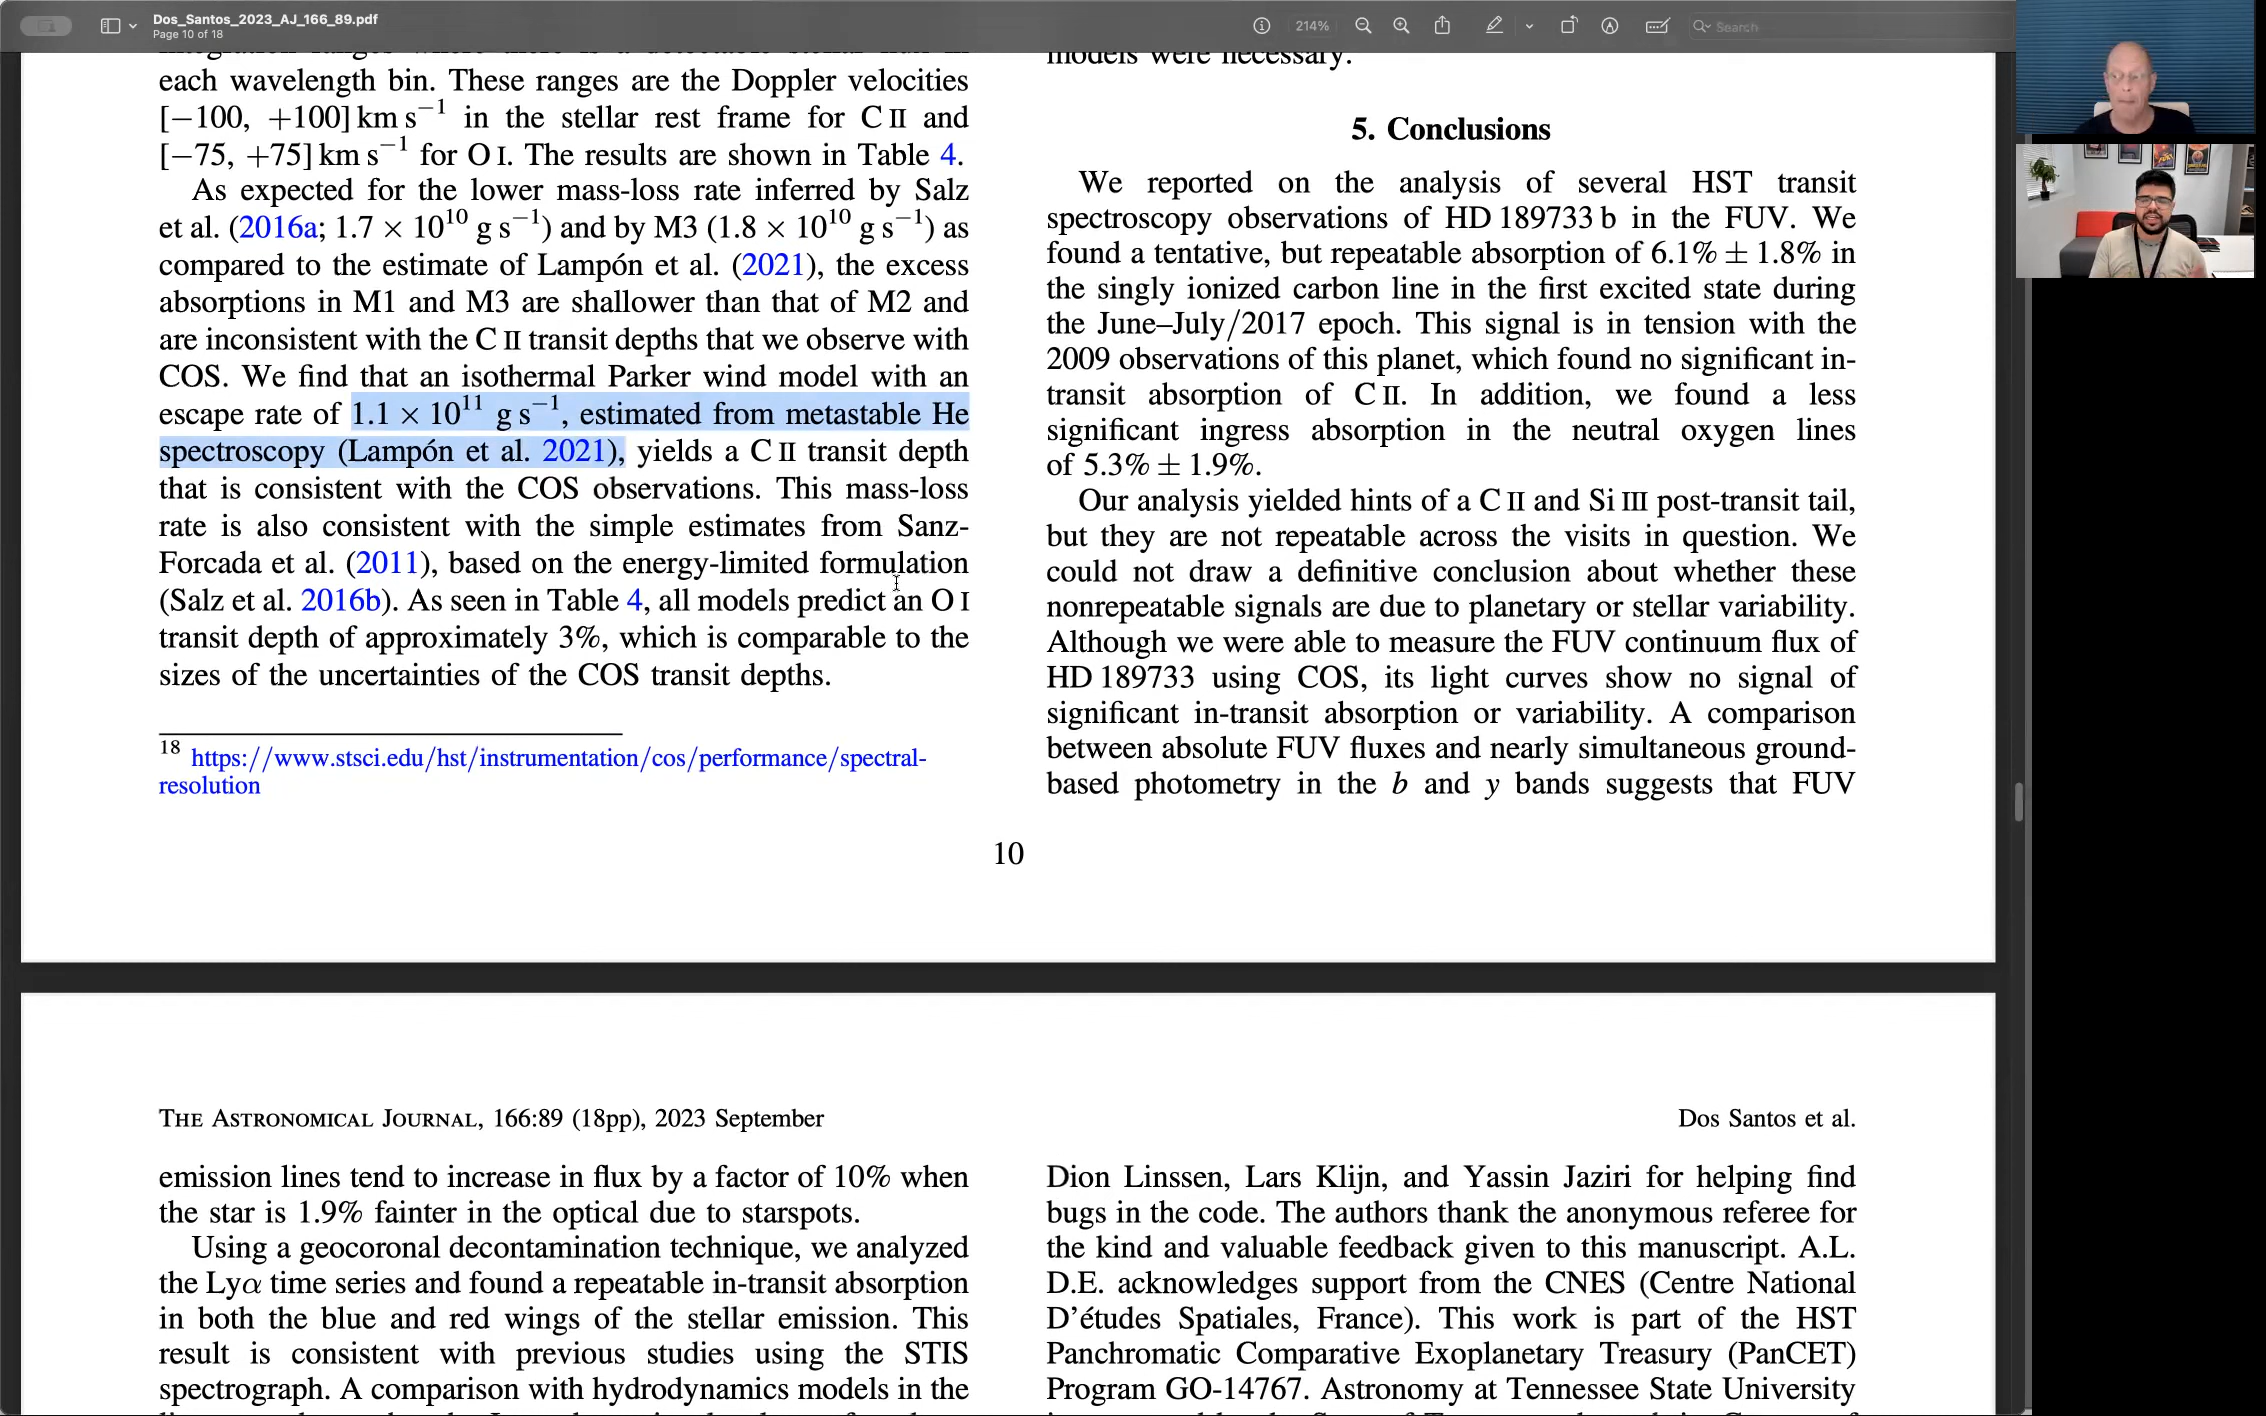 Dos_Santos_2023_AJ_166_89.pdf
Page 10 of 18
214%
Search
each wavelength bin. These ranges are the Doppler velocities
[−100, +100] km s−1 in the stellar rest frame for C II and
[−75, +75] km s−1 for O I. The results are shown in Table 4.
As expected for the lower mass-loss rate inferred by Salz
et al. (2016a; 1.7 × 10^10 g s−1) and by M3 (1.8 × 10^10 g s−1) as
compared to the estimate of Lampón et al. (2021), the excess
absorptions in M1 and M3 are shallower than that of M2 and
are inconsistent with the C II transit depths that we observe with
COS. We find that an isothermal Parker wind model with an
escape rate of 1.1 × 10^11 g s−1, estimated from metastable He
spectroscopy (Lampón et al. 2021), yields a C II transit depth
that is consistent with the COS observations. This mass-loss
rate is also consistent with the simple estimates from Sanz-
Forcada et al. (2011), based on the energy-limited formulation
(Salz et al. 2016b). As seen in Table 4, all models predict an O I
transit depth of approximately 3%, which is comparable to the
sizes of the uncertainties of the COS transit depths.
18 https://www.stsci.edu/hst/instrumentation/cos/performance/spectral-
resolution
models were necessary.
5. Conclusions
We reported on the analysis of several HST transit
spectroscopy observations of HD 189733 b in the FUV. We
found a tentative, but repeatable absorption of 6.1% ± 1.8% in
the singly ionized carbon line in the first excited state during
the June–July/2017 epoch. This signal is in tension with the
2009 observations of this planet, which found no significant in-
transit absorption of C II. In addition, we found a less
significant ingress absorption in the neutral oxygen lines
of 5.3% ± 1.9%.
Our analysis yielded hints of a C II and Si III post-transit tail,
but they are not repeatable across the visits in question. We
could not draw a definitive conclusion about whether these
nonrepeatable signals are due to planetary or stellar variability.
Although we were able to measure the FUV continuum flux of
HD 189733 using COS, its light curves show no signal of
significant in-transit absorption or variability. A comparison
between absolute FUV fluxes and nearly simultaneous ground-
based photometry in the b and y bands suggests that FUV
10
THE ASTRONOMICAL JOURNAL, 166:89 (18pp), 2023 September
Dos Santos et al.
emission lines tend to increase in flux by a factor of 10% when
the star is 1.9% fainter in the optical due to starspots.
Using a geocoronal decontamination technique, we analyzed
the Lyα time series and found a repeatable in-transit absorption
in both the blue and red wings of the stellar emission. This
result is consistent with previous studies using the STIS
spectrograph. A comparison with hydrodynamics models in the
Dion Linssen, Lars Klijn, and Yassin Jaziri for helping find
bugs in the code. The authors thank the anonymous referee for
the kind and valuable feedback given to this manuscript. A.L.
D.E. acknowledges support from the CNES (Centre National
D'études Spatiales, France). This work is part of the HST
Panchromatic Comparative Exoplanetary Treasury (PanCET)
Program GO-14767. Astronomy at Tennessee State University